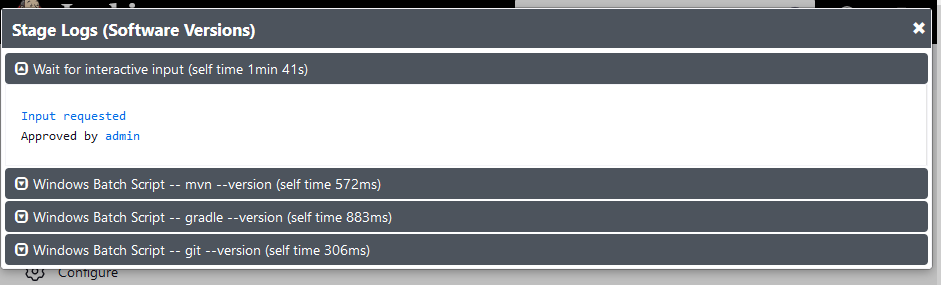 Stage Logs (Software Versions)
Wait for interactive input (self time 1min 41s)
Input requested
Approved by admin
Windows Batch Script -- mvn --version (self time 572ms)
Windows Batch Script -- gradle --version (self time 883ms)
Windows Batch Script -- git --version (self time 306ms)
Configure